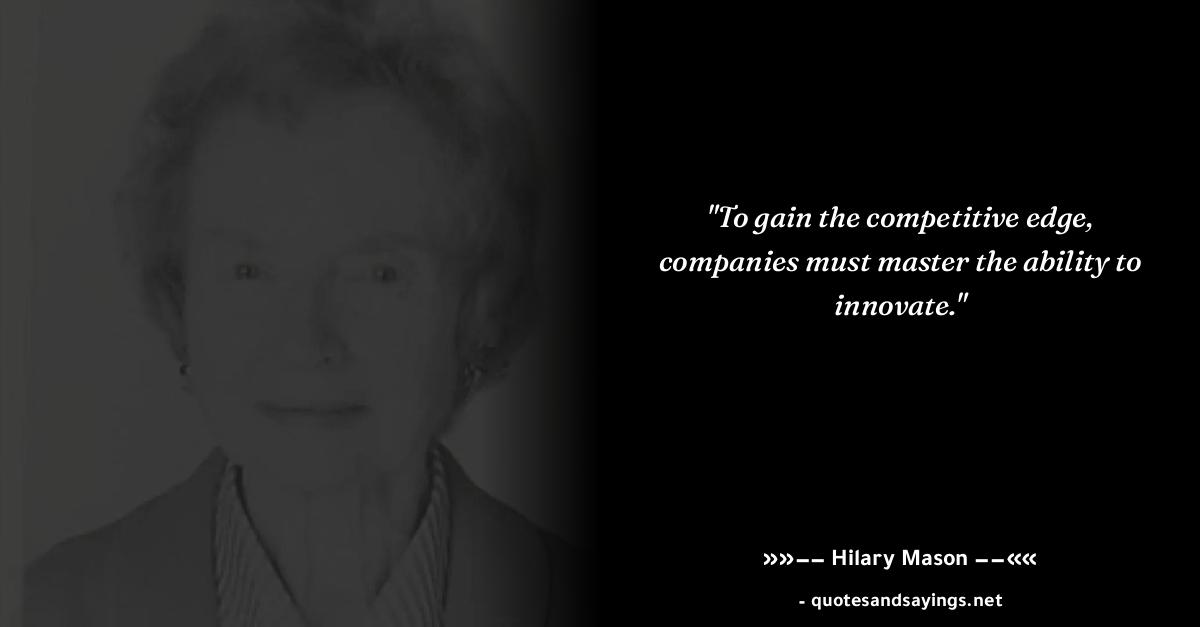 "To gain the competitive edge,
companies must master the ability to
innovate."
»»−− Hilary Mason −−««
- quotesandsayings.net